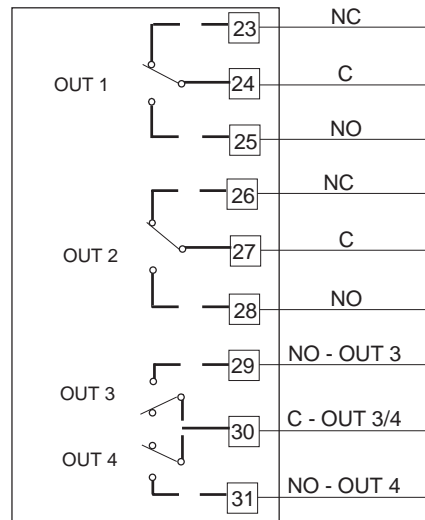 23 NC
OUT 1 24 C
25 NO
26 NC
OUT 2 27 C
28 NO
29 NO - OUT 3
OUT 3
30 C - OUT 3/4
OUT 4
31 NO - OUT 4